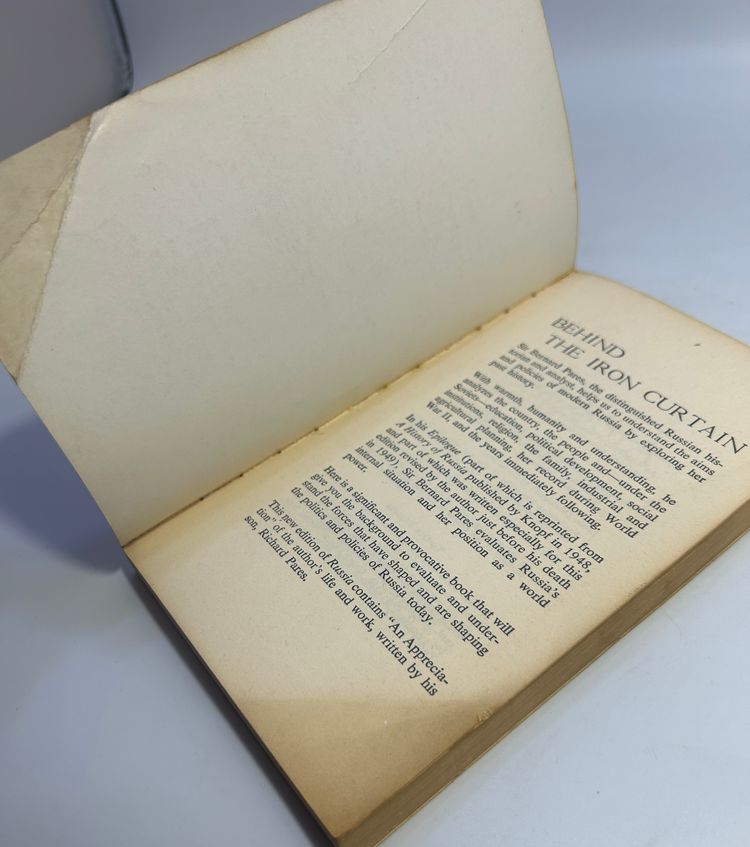 BEHIND
THE IRON CURTAIN
Sir Bernard Pares, the distinguished Russian his-
torian and analyst, helps us to understand the aims
and policies of modern Russia by exploring her
past history.
With warmth, humanity and understanding, he
analyzes the country, the people and—under the
Soviets—education, political development, social
institutions, religion, the family, industrial and
agricultural planning, her record during World
War II, and the years immediately following.
In his Epilogue (part of which is reprinted from
A History of Russia published by Knopf in 1948,
and part of which was written especially for this
edition revised by the author just before his death
in 1949), Sir Bernard Pares evaluates Russia's
internal situation and her position as a world
power.
Here is a significant and provocative book that will
give you the background to evaluate and under-
stand the forces that have shaped and are shaping
the politics and policies of Russia today.
This new edition of Russia contains "An Apprecia-
tion" of the author's life and work, written by his
son, Richard Pares.